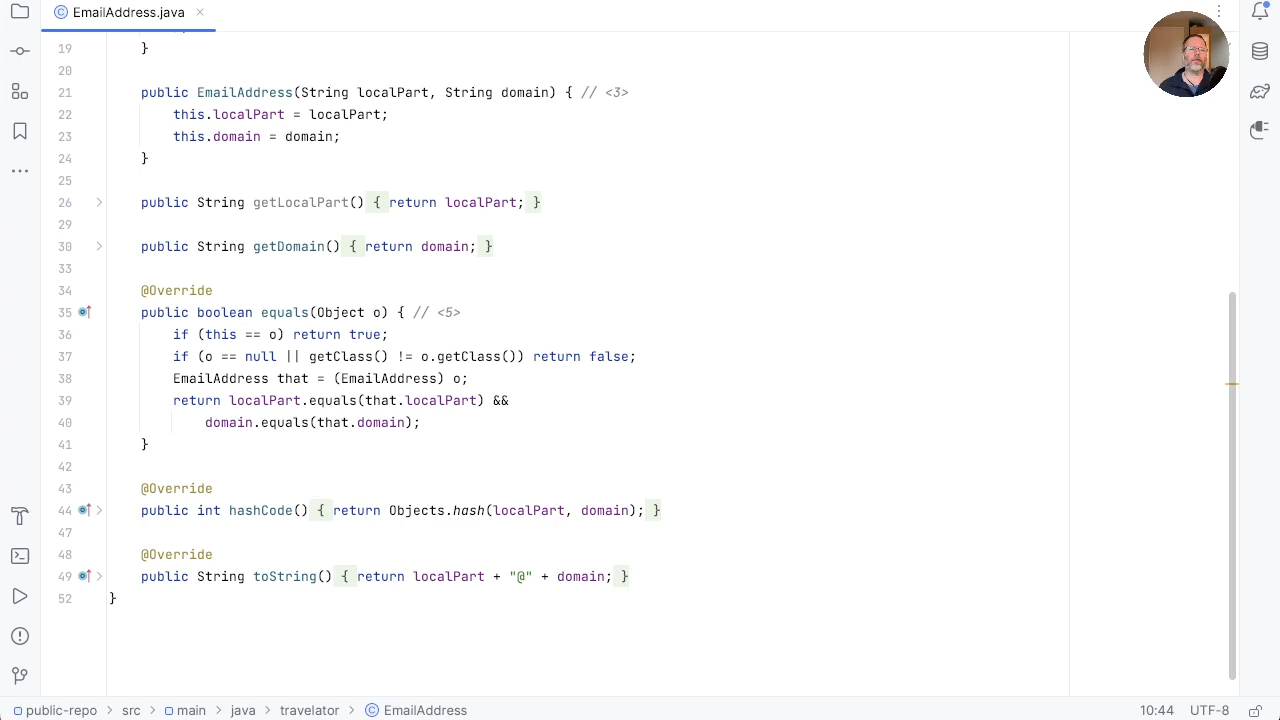 EmailAddress.java
19 }
20
21 public EmailAddress(String localPart, String domain) { // <3>
22 this.localPart = localPart;
23 this.domain = domain;
24 }
25
26 public String getLocalPart() { return localPart; }
29
30 public String getDomain() { return domain; }
33
34 @Override
35 public boolean equals(Object o) { // <5>
36 if (this == o) return true;
37 if (o == null || getClass() != o.getClass()) return false;
38 EmailAddress that = (EmailAddress) o;
39 return localPart.equals(that.localPart) &&
40 domain.equals(that.domain);
41 }
42
43 @Override
44 public int hashCode() { return Objects.hash(localPart, domain); }
47
48 @Override
49 public String toString() { return localPart + "@" + domain; }
52 }
public-repo > src > main > java > travelator > EmailAddress 10:44 UTF-8